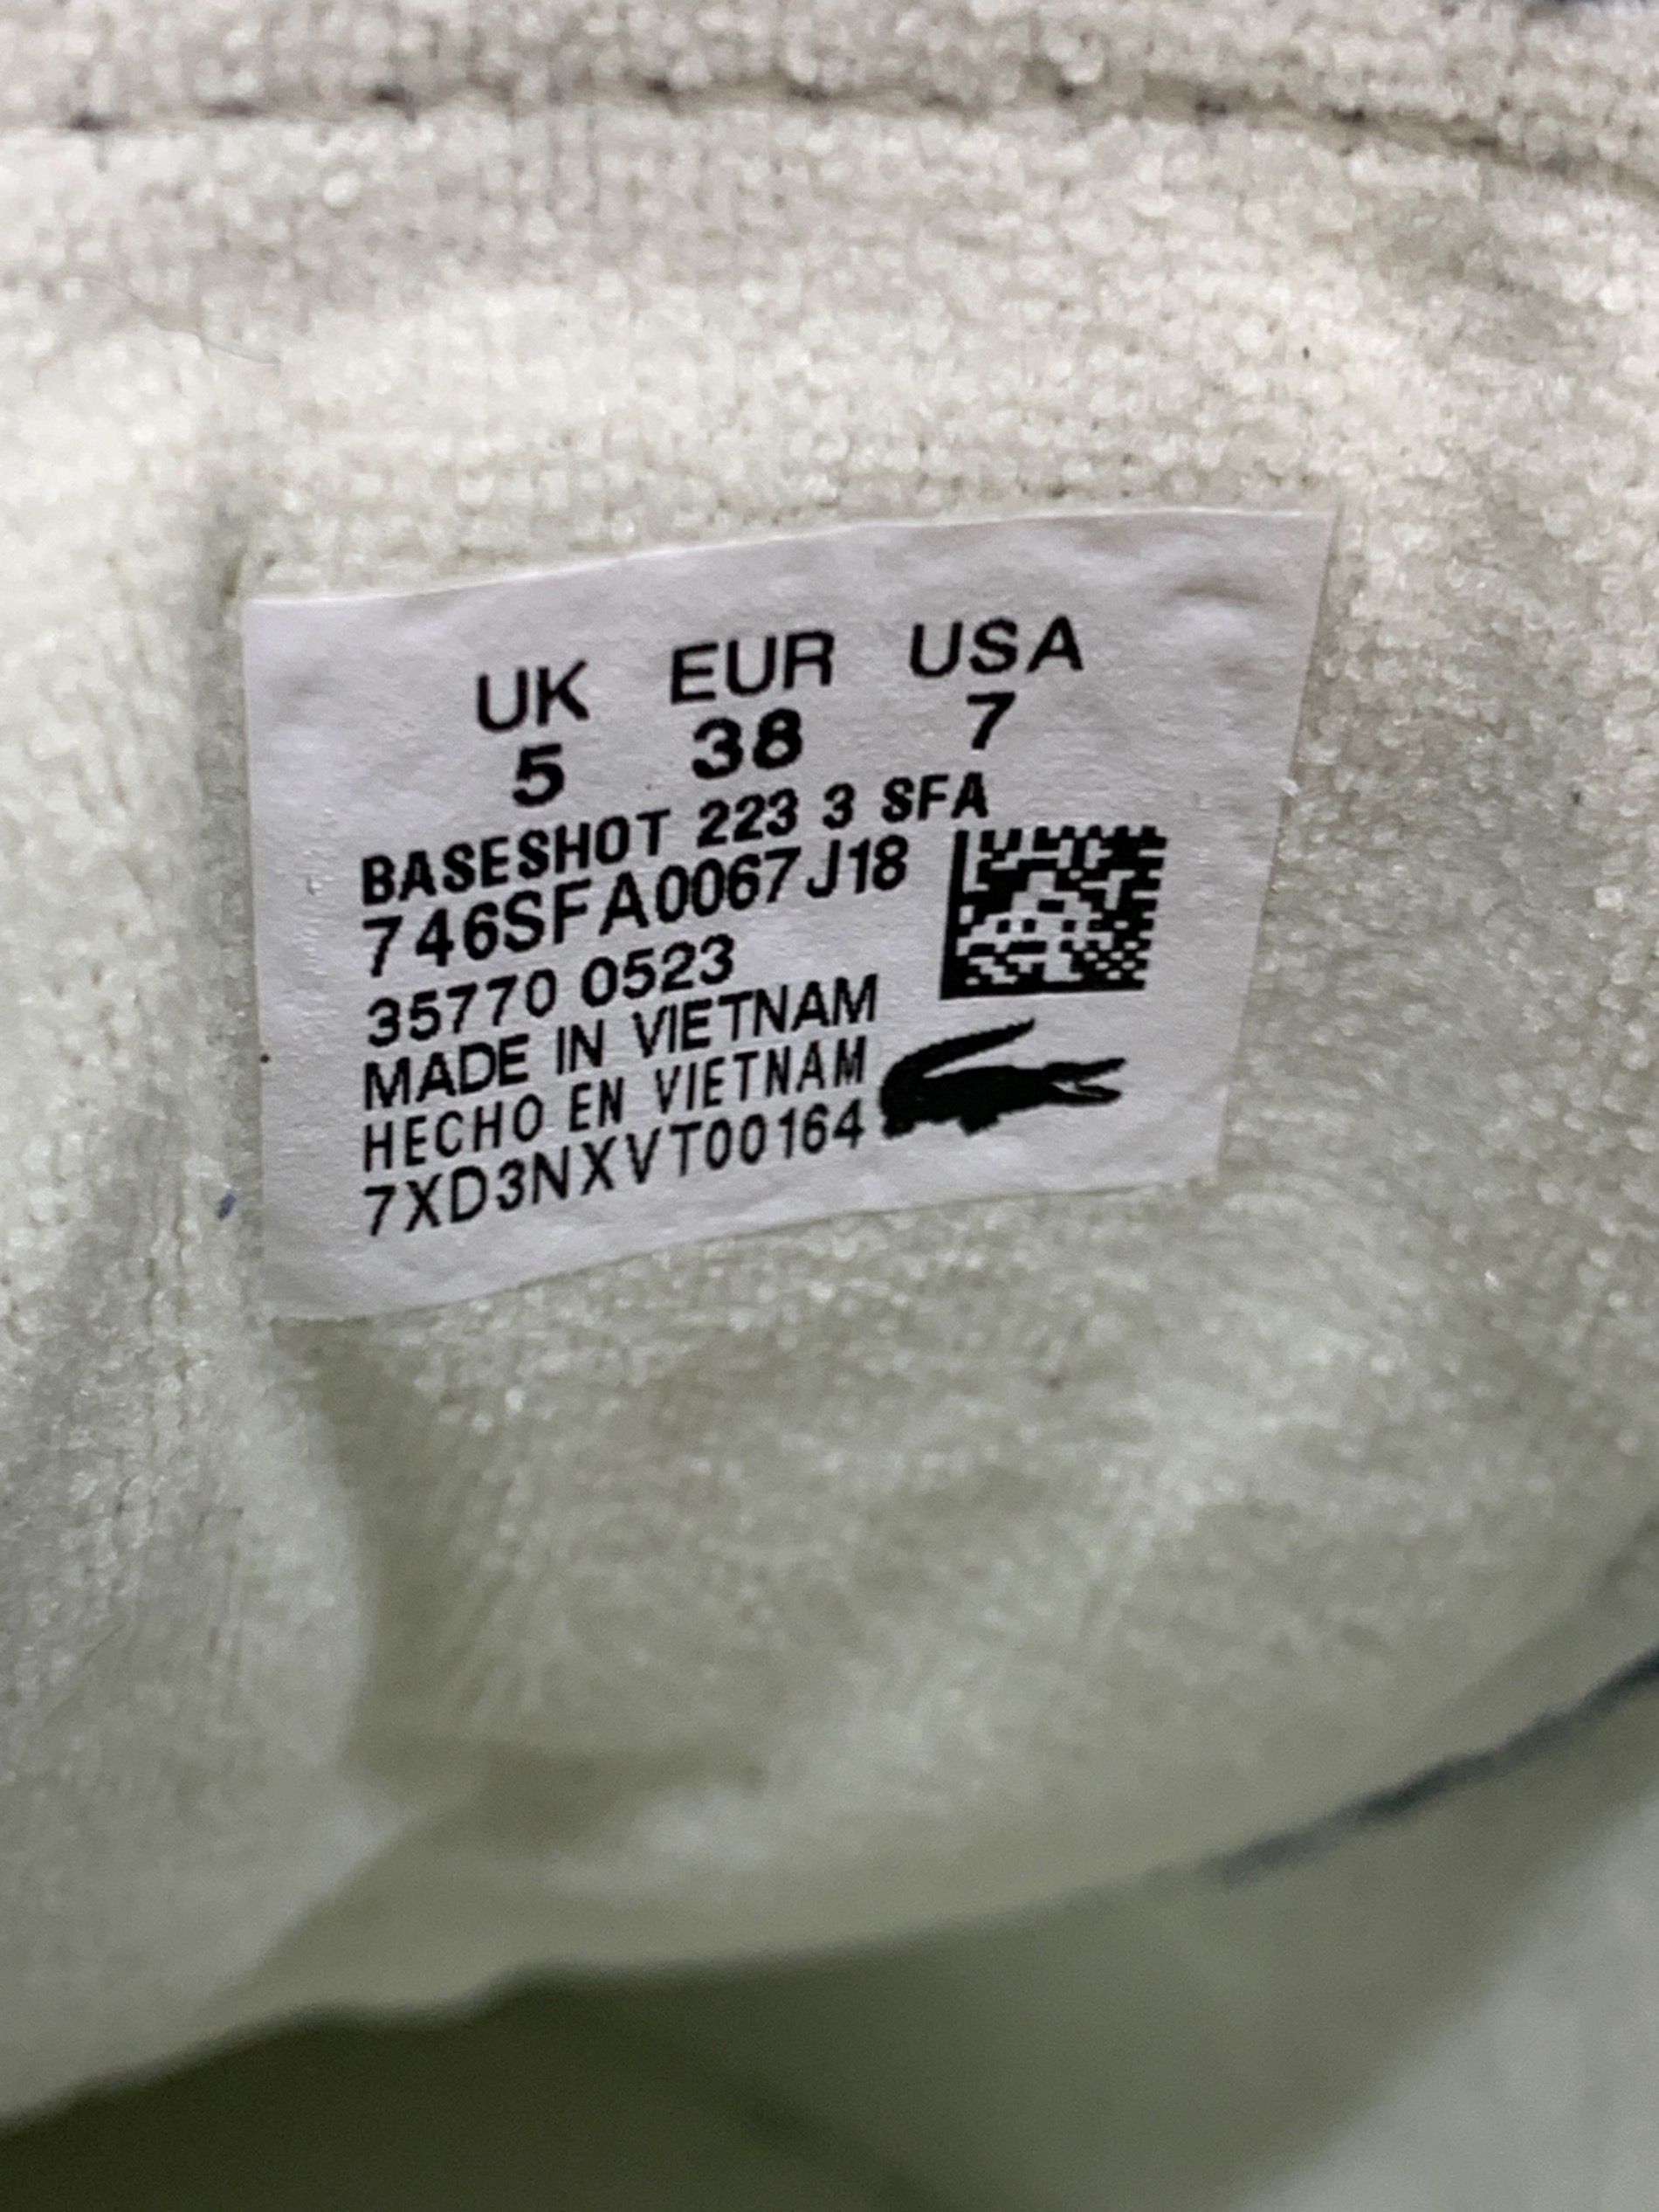 UK EUR USA
5 38 7
BASESHOT 223 3 SFA
746SFA0067J18
35770 0523
MADE IN VIETNAM
HECHO EN VIETNAM
7XD3NXVT00164